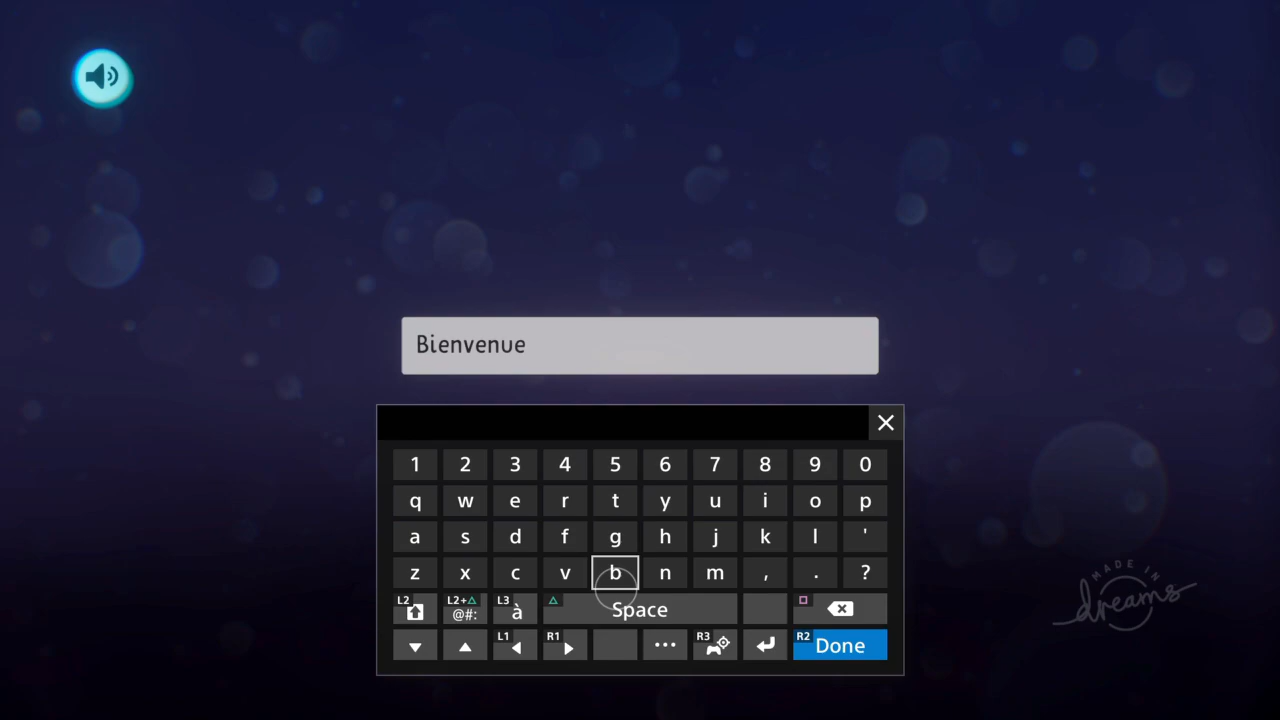 Bienvenue
1 2 3 4 5 6 7 8 9 0
q w e r t y u i o p
a s d f g h j k l '
z x c v b n m , . ?
L2 L2+△ @#: L3 à △ Space □
L1 R1 ... R3 R2 Done
MADE IN
dreams